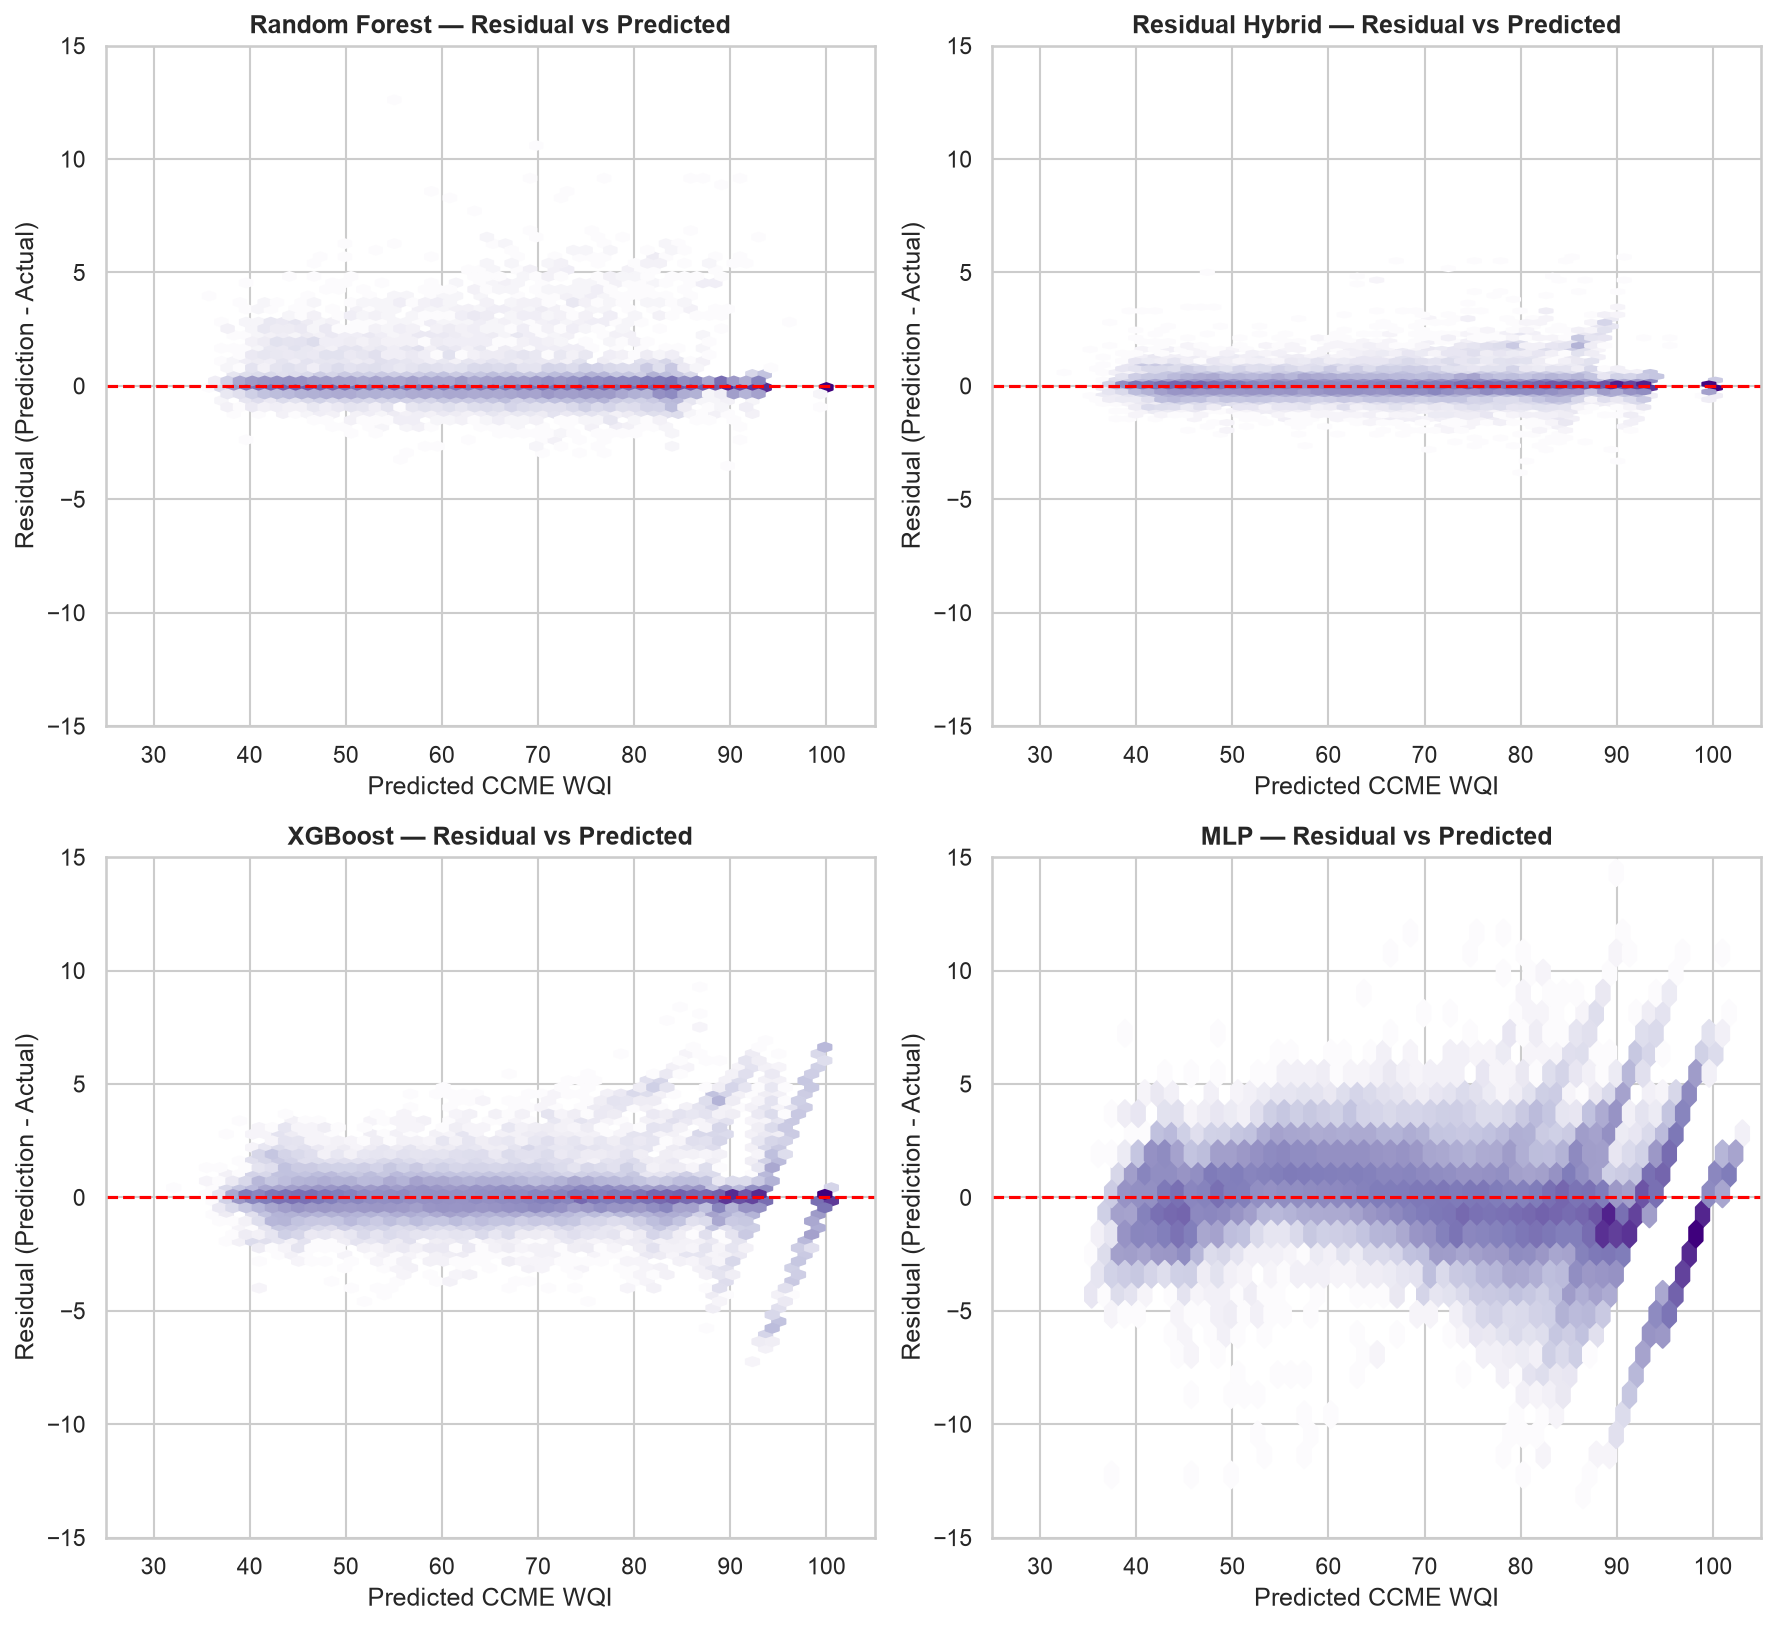 Random Forest — Residual vs Predicted
15
10
5
0
−5
−10
−15
30 40 50 60 70 80 90 100
Residual (Prediction - Actual)
Predicted CCME WQI
Residual Hybrid — Residual vs Predicted
15
10
5
0
−5
−10
−15
30 40 50 60 70 80 90 100
Residual (Prediction - Actual)
Predicted CCME WQI
XGBoost — Residual vs Predicted
15
10
5
0
−5
−10
−15
30 40 50 60 70 80 90 100
Residual (Prediction - Actual)
Predicted CCME WQI
MLP — Residual vs Predicted
15
10
5
0
−5
−10
−15
30 40 50 60 70 80 90 100
Residual (Prediction - Actual)
Predicted CCME WQI